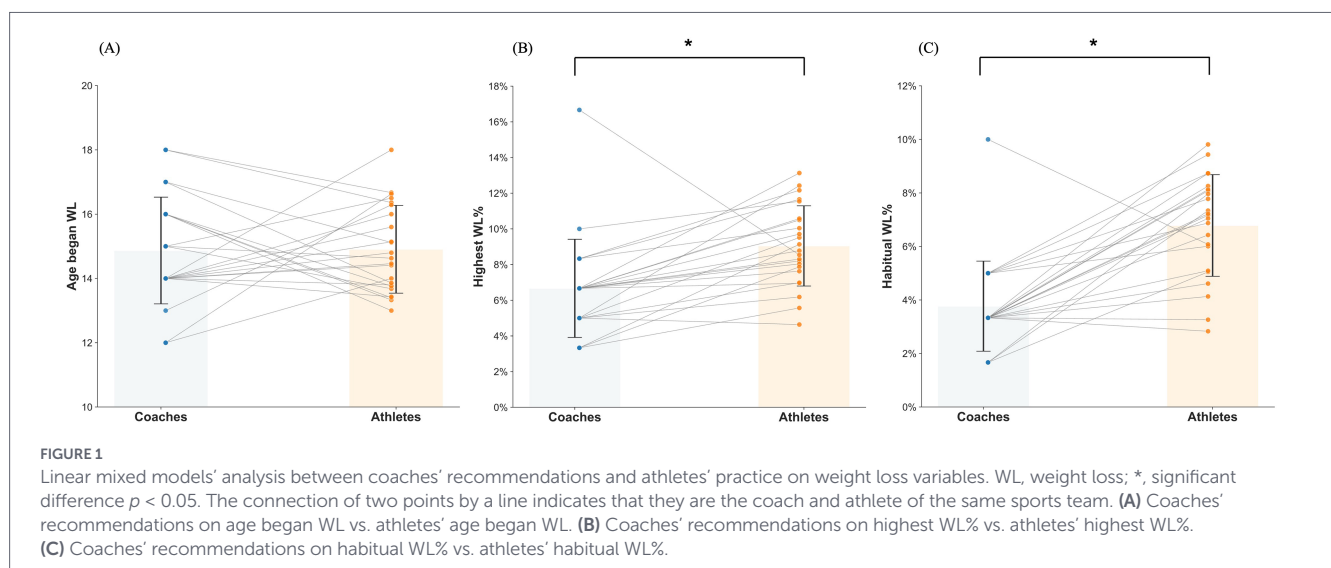 (A)
20
18
16
14
12
10
Age began WL
Coaches
Athletes
(B)
*
18%
16%
14%
12%
10%
8%
6%
4%
2%
0%
Highest WL%
Coaches
Athletes
(C)
*
12%
10%
8%
6%
4%
2%
0%
Habitual WL%
Coaches
Athletes
FIGURE 1
Linear mixed models’ analysis between coaches’ recommendations and athletes’ practice on weight loss variables. WL, weight loss; *, significant
difference p < 0.05. The connection of two points by a line indicates that they are the coach and athlete of the same sports team. (A) Coaches’
recommendations on age began WL vs. athletes’ age began WL. (B) Coaches’ recommendations on highest WL% vs. athletes’ highest WL%.
(C) Coaches’ recommendations on habitual WL% vs. athletes’ habitual WL%.